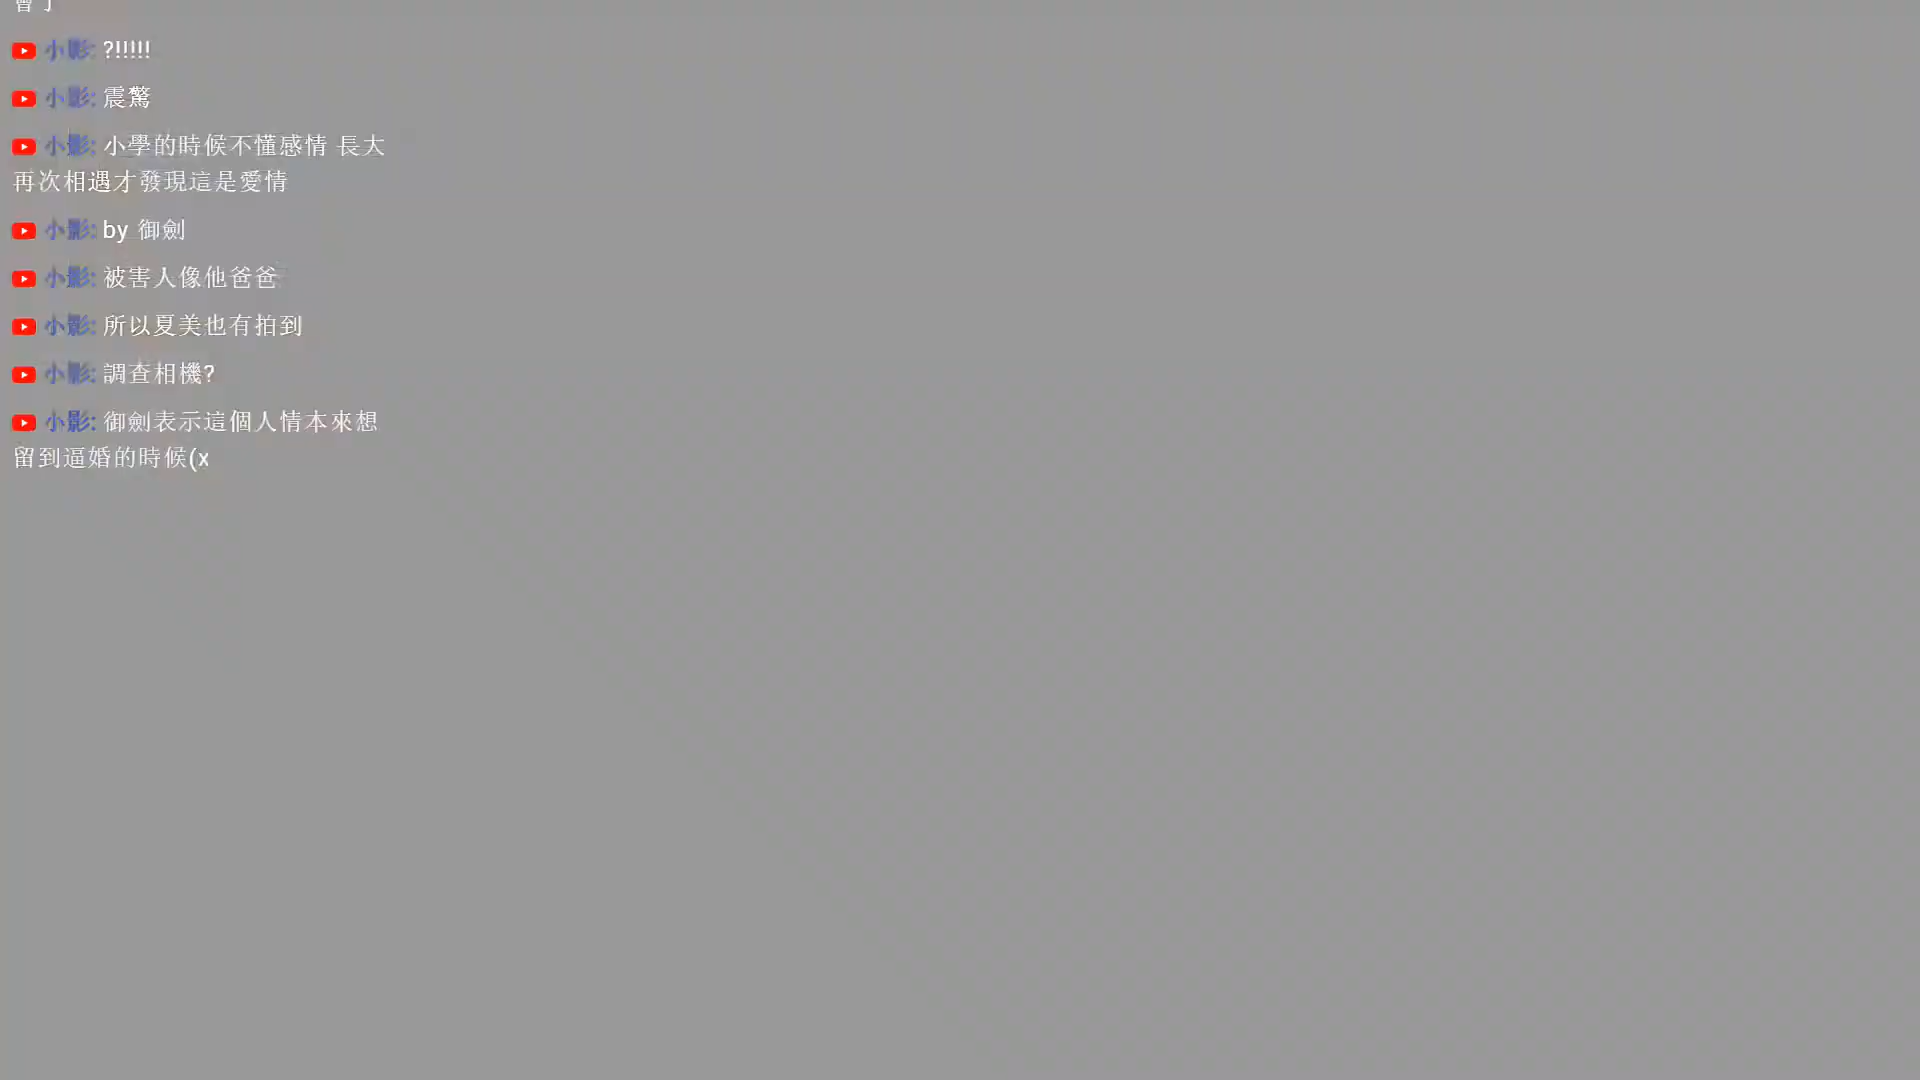 會了
小影: ?!!!!!
小影: 震驚
小影: 小學的時候不懂感情 長大
再次相遇才發現這是愛情
小影: by 御劍
小影: 被害人像他爸爸
小影: 所以夏美也有拍到
小影: 調查相機?
小影: 御劍表示這個人情本來想
留到逼婚的時候(x